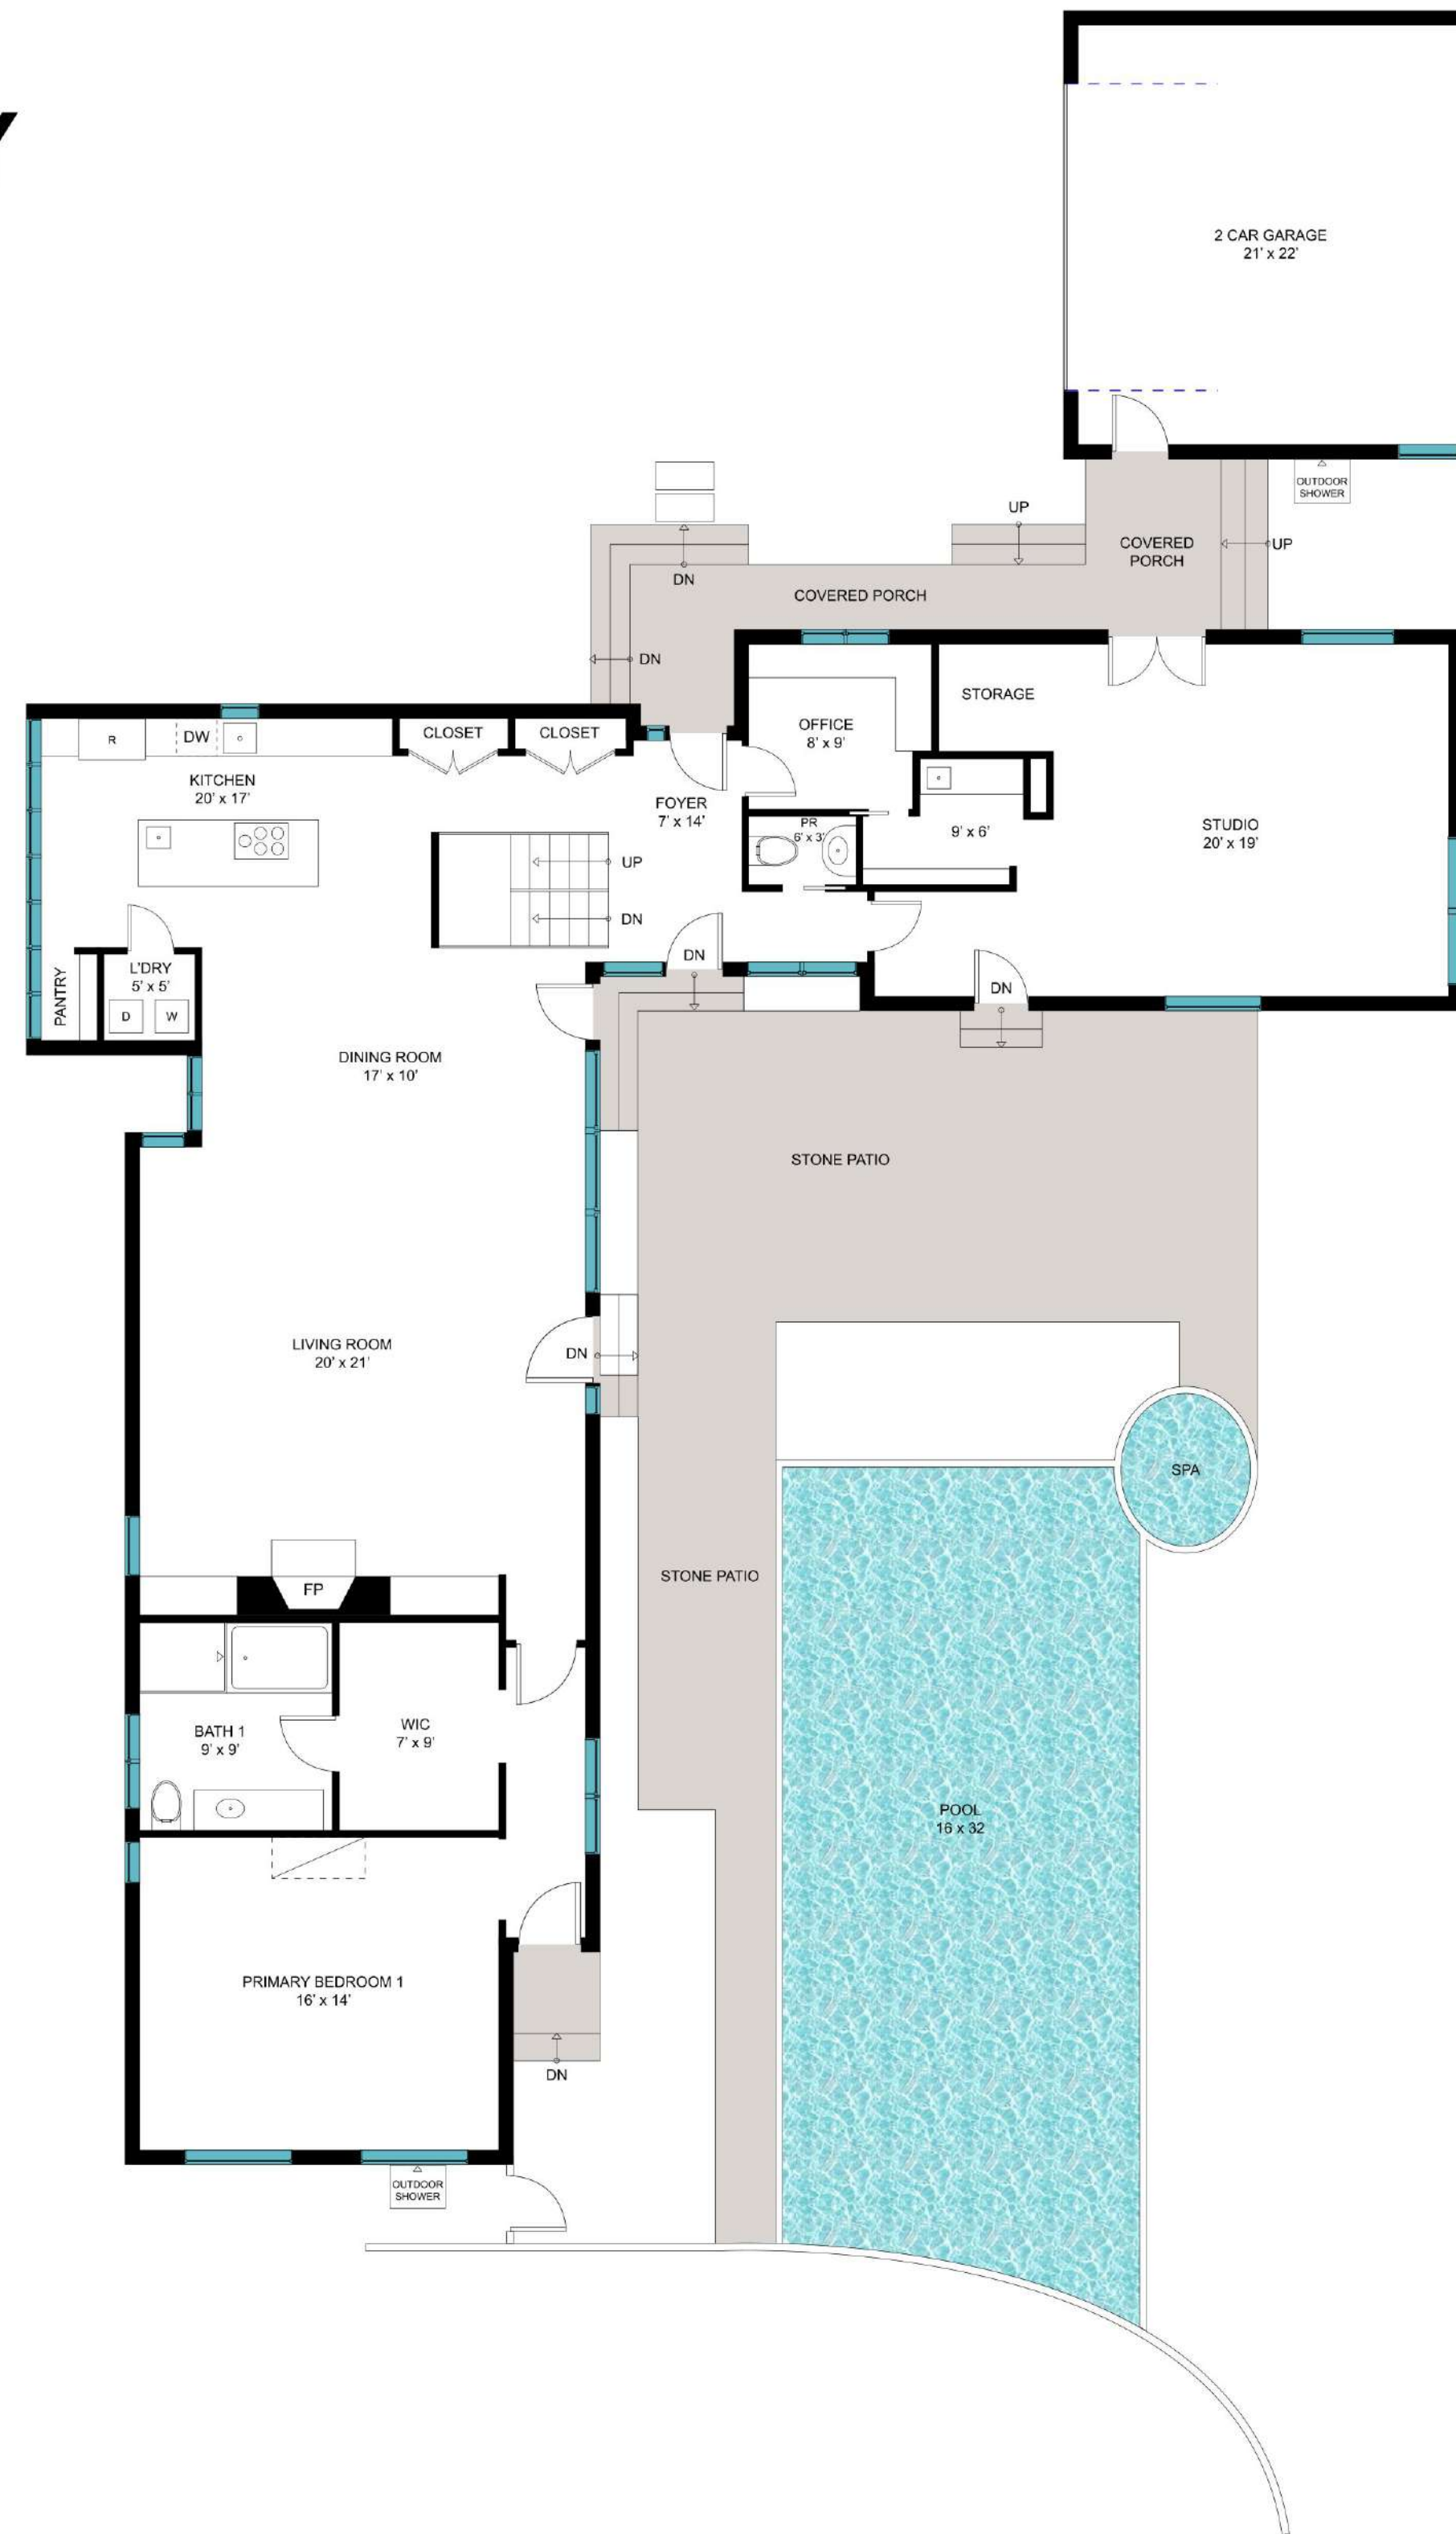 2 CAR GARAGE
21' x 22'
OUTDOOR
SHOWER
UP
UP
COVERED
PORCH
DN
COVERED PORCH
DN
STORAGE
OFFICE
8' x 9'
CLOSET
CLOSET
R
DW
KITCHEN
20' x 17'
FOYER
7' x 14'
PR
6' x 3'
9' x 6'
STUDIO
20' x 19'
UP
DN
DN
DN
PANTRY
L'DRY
5' x 5'
D
W
DINING ROOM
17' x 10'
STONE PATIO
LIVING ROOM
20' x 21'
DN
SPA
FP
STONE PATIO
BATH 1
9' x 9'
WIC
7' x 9'
POOL
16 x 32
PRIMARY BEDROOM 1
16' x 14'
DN
OUTDOOR
SHOWER